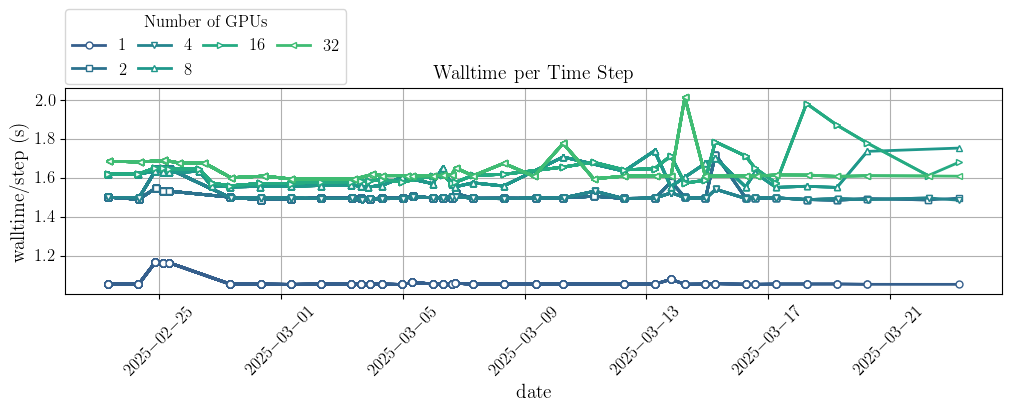 Number of GPUs
1 4 16 32
2 8
Walltime per Time Step
walltime/step (s)
2.0
1.8
1.6
1.4
1.2
2025−02−25
2025−03−01
2025−03−05
2025−03−09
2025−03−13
2025−03−17
2025−03−21
date